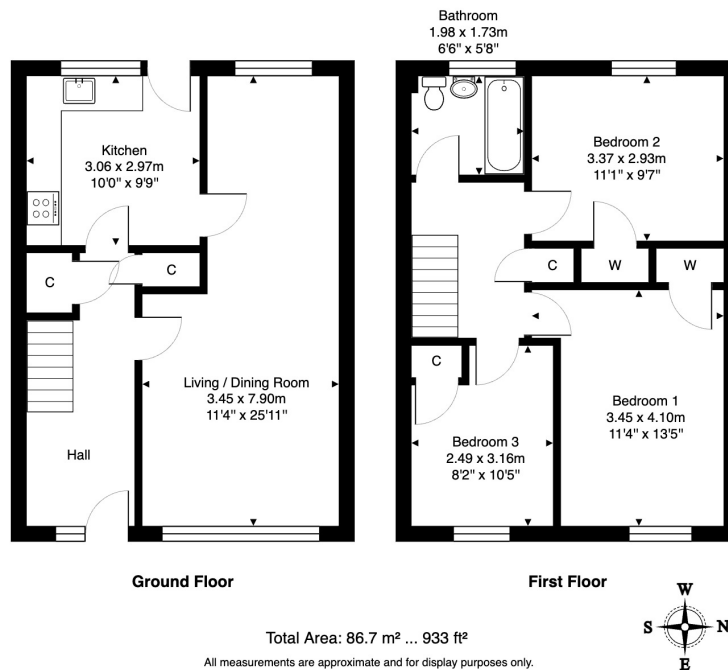 Bathroom
1.98 x 1.73m
6'6" x 5'8"
Kitchen
3.06 x 2.97m
10'0" x 9'9"
Bedroom 2
3.37 x 2.93m
11'1" x 9'7"
C
C
C
W
W
Living / Dining Room
3.45 x 7.90m
11'4" x 25'11"
Hall
C
Bedroom 3
2.49 x 3.16m
8'2" x 10'5"
Bedroom 1
3.45 x 4.10m
11'4" x 13'5"
Ground Floor
First Floor
W
S
N
E
Total Area: 86.7 m² ... 933 ft²
All measurements are approximate and for display purposes only.